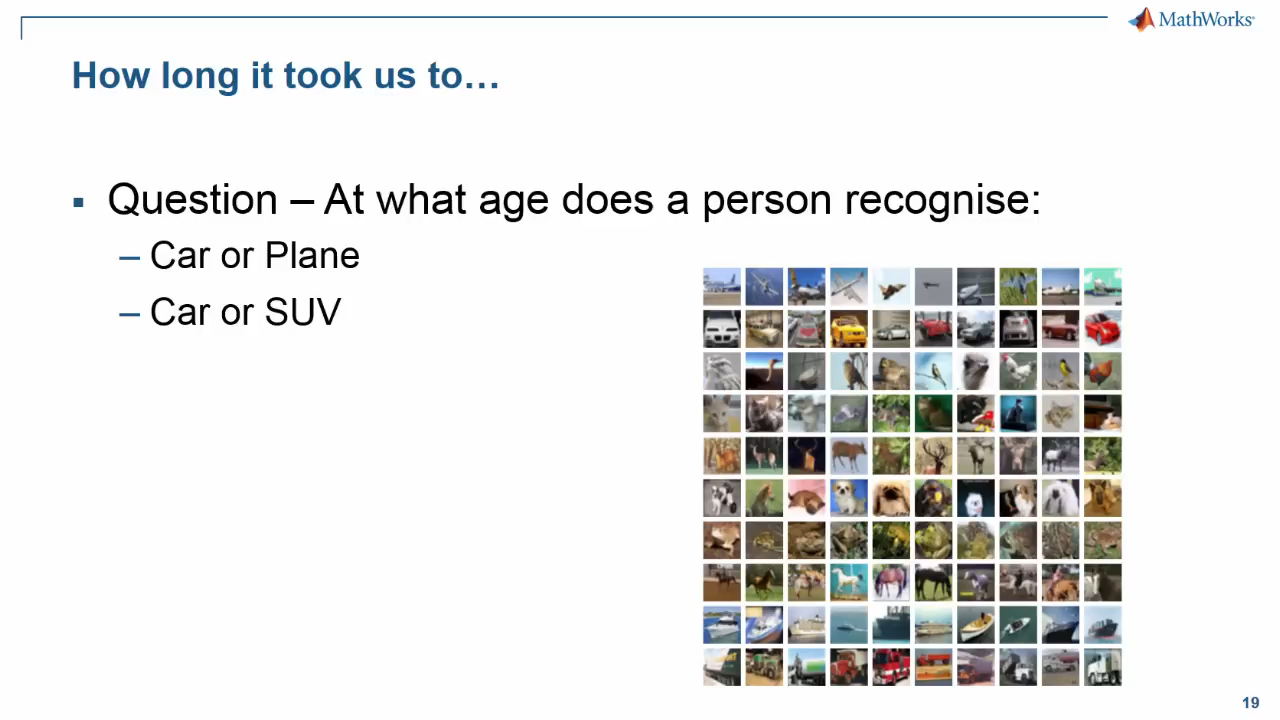 MathWorks®
How long it took us to…
▪ Question – At what age does a person recognise:
– Car or Plane
– Car or SUV
19